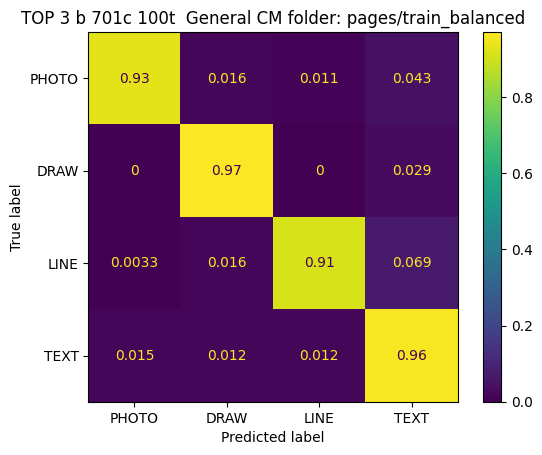 TOP 3 b 701c 100t  General CM folder: pages/train_balanced
PHOTO 0.93 0.016 0.011 0.043
DRAW 0 0.97 0 0.029
LINE 0.0033 0.016 0.91 0.069
TEXT 0.015 0.012 0.012 0.96
PHOTO DRAW LINE TEXT
Predicted label
True label
0.8
0.6
0.4
0.2
0.0